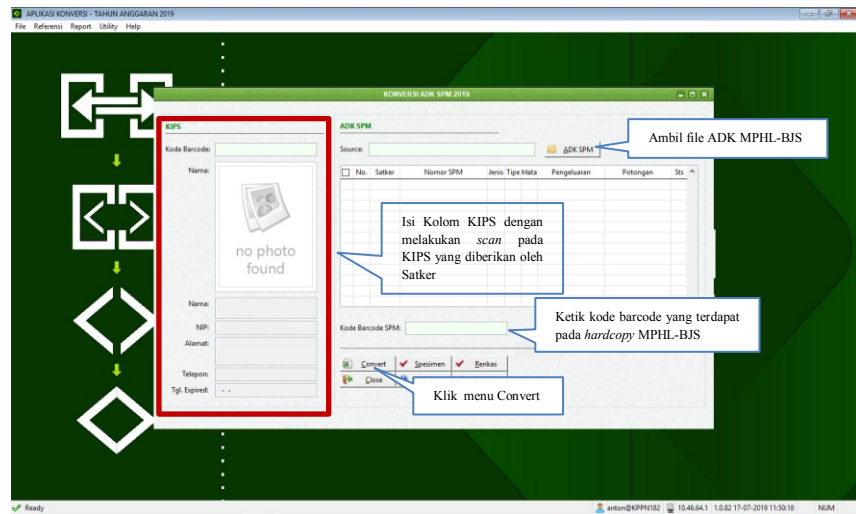 APLIKASI KONVERSI - TAHUN ANGGARAN 2019
File Referensi Report Utility Help
KONVERSI ADK SPM 2019
KIPS
Kode Barcode:
Nama:
no photo
found
Nama:
NIP:
Alamat:
Telepon:
Tgl. Expired: - -
ADK SPM
Source:
ADK SPM
No. Satker Nomor SPM Jenis Tipe Mata Pengeluaran Potongan Sts
Kode Barcode SPM:
Convert Spesimen Renkas
Close
Ambil file ADK MPHL-BJS
Isi Kolom KIPS dengan
melakukan scan pada
KIPS yang diberikan oleh
Satker
Ketik kode barcode yang terdapat
pada hardcopy MPHL-BJS
Klik menu Convert
Ready
anton@KPPN182 10.46.64.1 1.0.82 17-07-2019 11:50:18 NUM